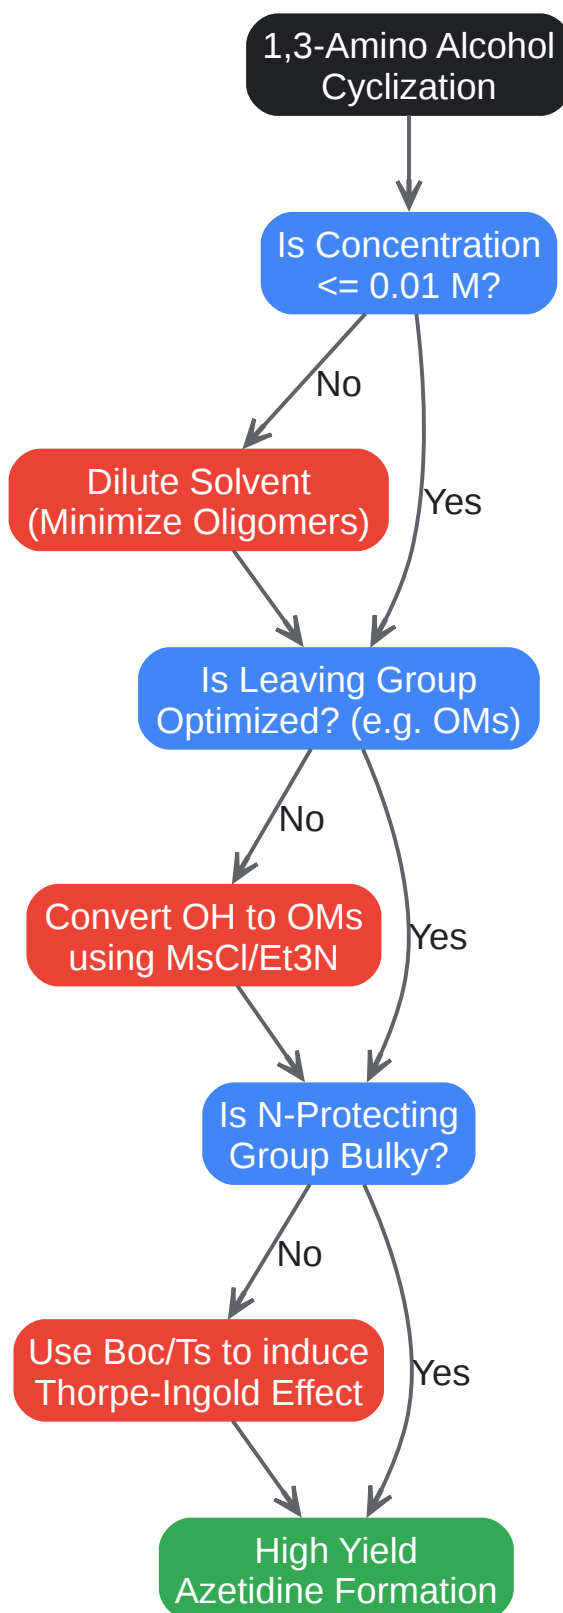 1,3-Amino Alcohol
Cyclization
Is Concentration
<= 0.01 M?
No
Dilute Solvent
(Minimize Oligomers)
Yes
Is Leaving Group
Optimized? (e.g. OMs)
No
Convert OH to OMs
using MsCl/Et3N
Yes
Is N-Protecting
Group Bulky?
No
Use Boc/Ts to induce
Thorpe-Ingold Effect
Yes
High Yield
Azetidine Formation